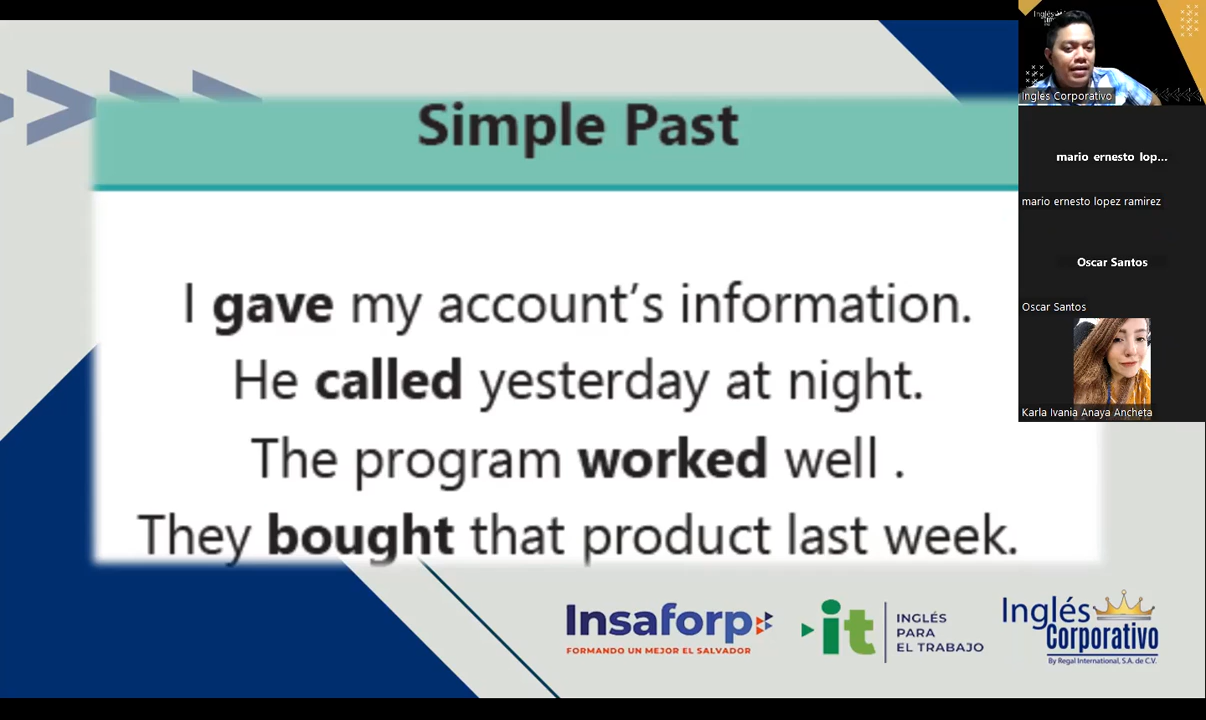 Simple Past
I gave my account's information.
He called yesterday at night.
The program worked well .
They bought that product last week.
Insaforp
FORMANDO UN MEJOR EL SALVADOR
it
INGLÉS
PARA
EL TRABAJO
Inglés
Corporativo
By Regal International, S.A. de C.V.
Inglés
Inglés Corporativo
mario ernesto lop...
mario ernesto lopez ramirez
Oscar Santos
Oscar Santos
Karla Ivania Anaya Ancheta